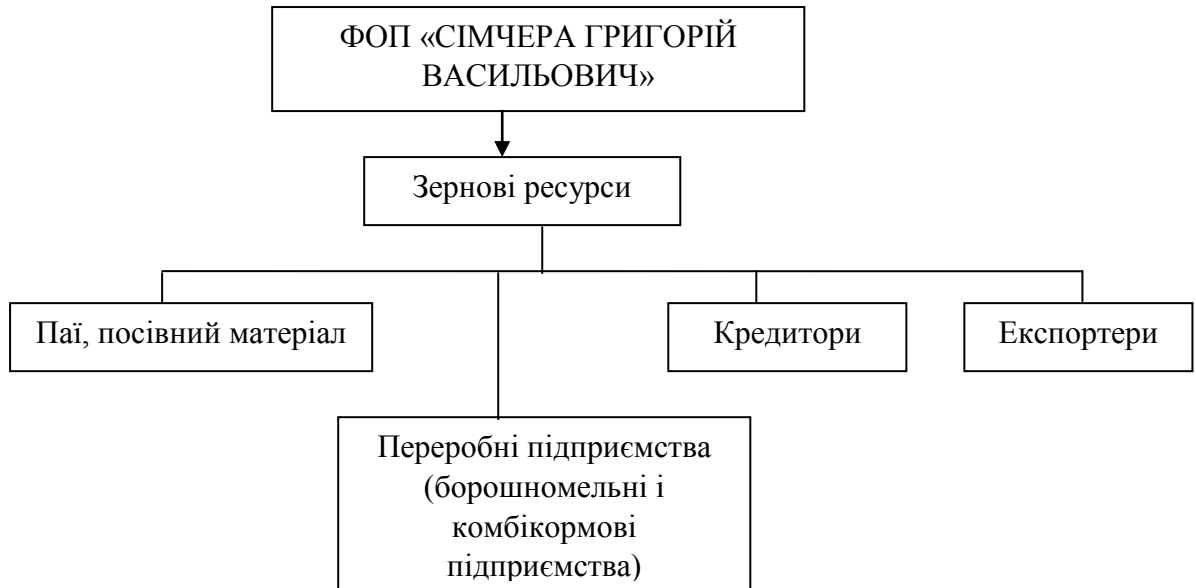 ФОП «СІМЧЕРА ГРИГОРІЙ
ВАСИЛЬОВИЧ»
Зернові ресурси
Паї, посівний матеріал
Кредитори
Експортери
Переробні підприємства
(борошномельні і
комбікормові
підприємства)